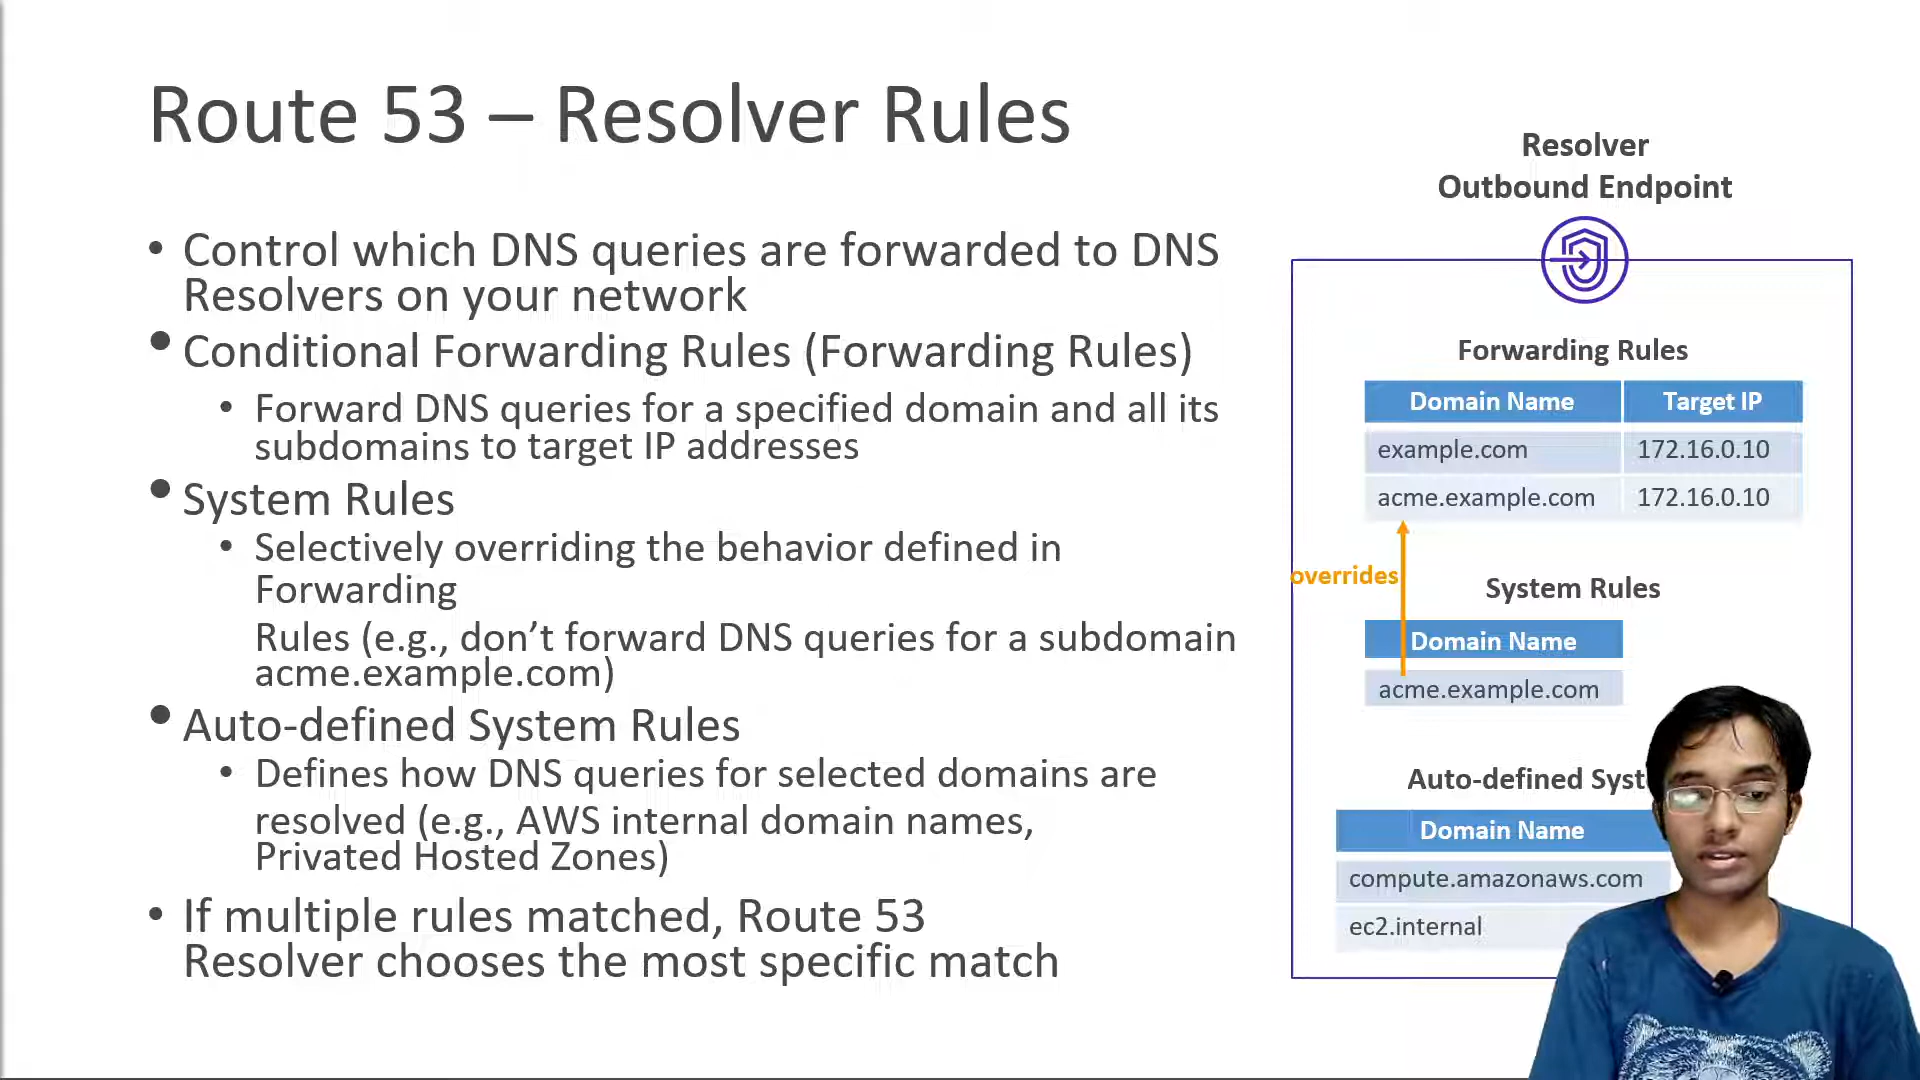 Route 53 – Resolver Rules
• Control which DNS queries are forwarded to DNS
Resolvers on your network
• Conditional Forwarding Rules (Forwarding Rules)
• Forward DNS queries for a specified domain and all its
subdomains to target IP addresses
• System Rules
• Selectively overriding the behavior defined in
Forwarding
Rules (e.g., don’t forward DNS queries for a subdomain
acme.example.com)
• Auto-defined System Rules
• Defines how DNS queries for selected domains are
resolved (e.g., AWS internal domain names,
Privated Hosted Zones)
• If multiple rules matched, Route 53
Resolver chooses the most specific match
Resolver
Outbound Endpoint
Forwarding Rules
Domain Name Target IP
example.com 172.16.0.10
acme.example.com 172.16.0.10
overrides
System Rules
Domain Name
acme.example.com
Auto-defined
Domain Name
compute.amazonaws.com
ec2.internal